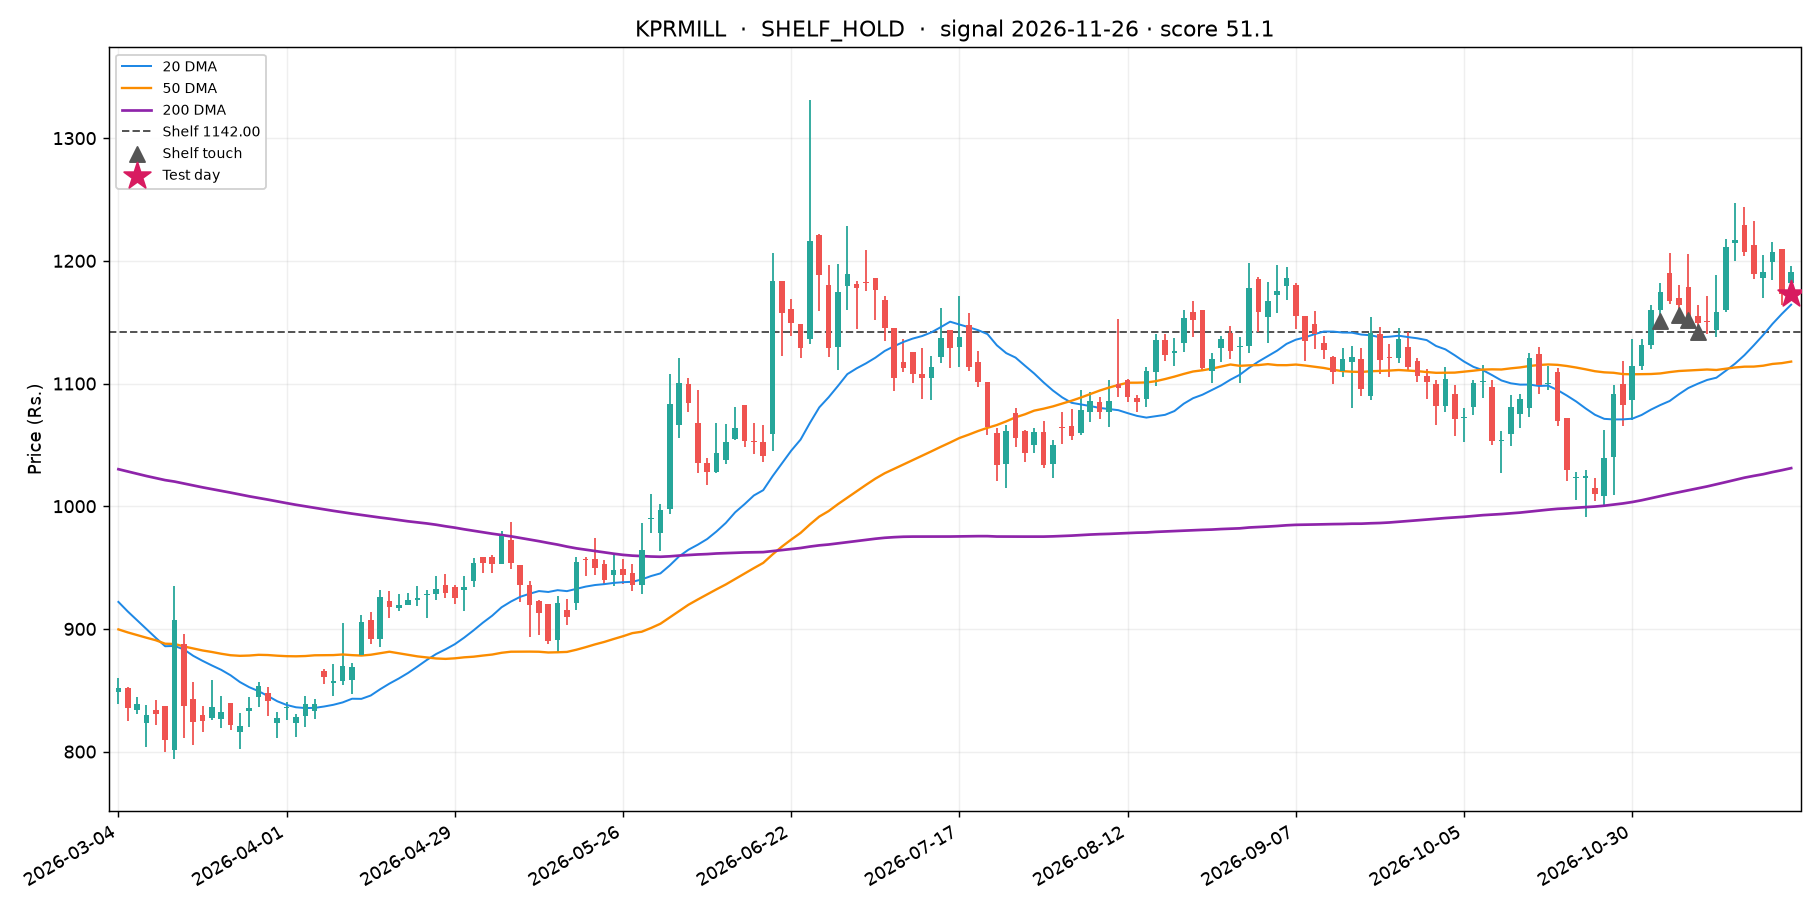 KPRMILL · SHELF_HOLD · signal 2026-11-26 · score 51.1
20 DMA
50 DMA
200 DMA
Shelf 1142.00
Shelf touch
Test day
Price (Rs.)
1300
1200
1100
1000
900
800
2026-03-04
2026-04-01
2026-04-29
2026-05-26
2026-06-22
2026-07-17
2026-08-12
2026-09-07
2026-10-05
2026-10-30